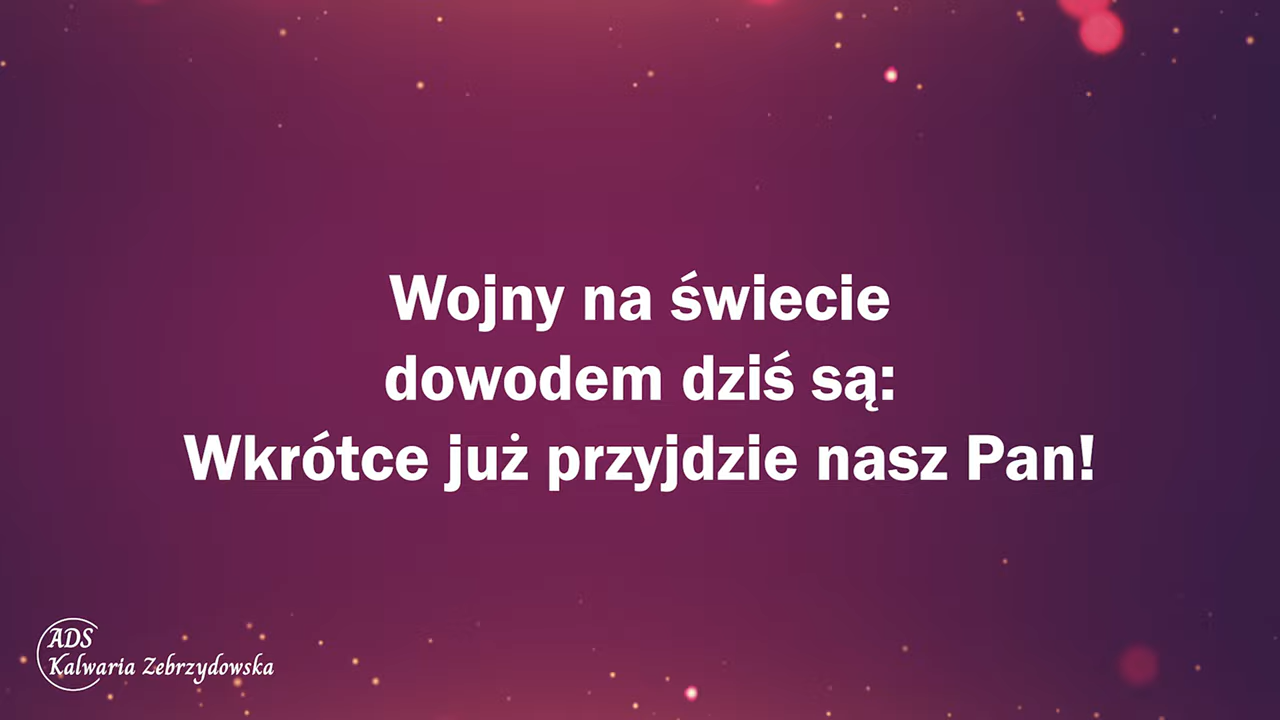 Wojny na świecie
dowodem dziś są:
Wkrótce już przyjdzie nasz Pan!
ADS
Kalwaria Zebrzydowska